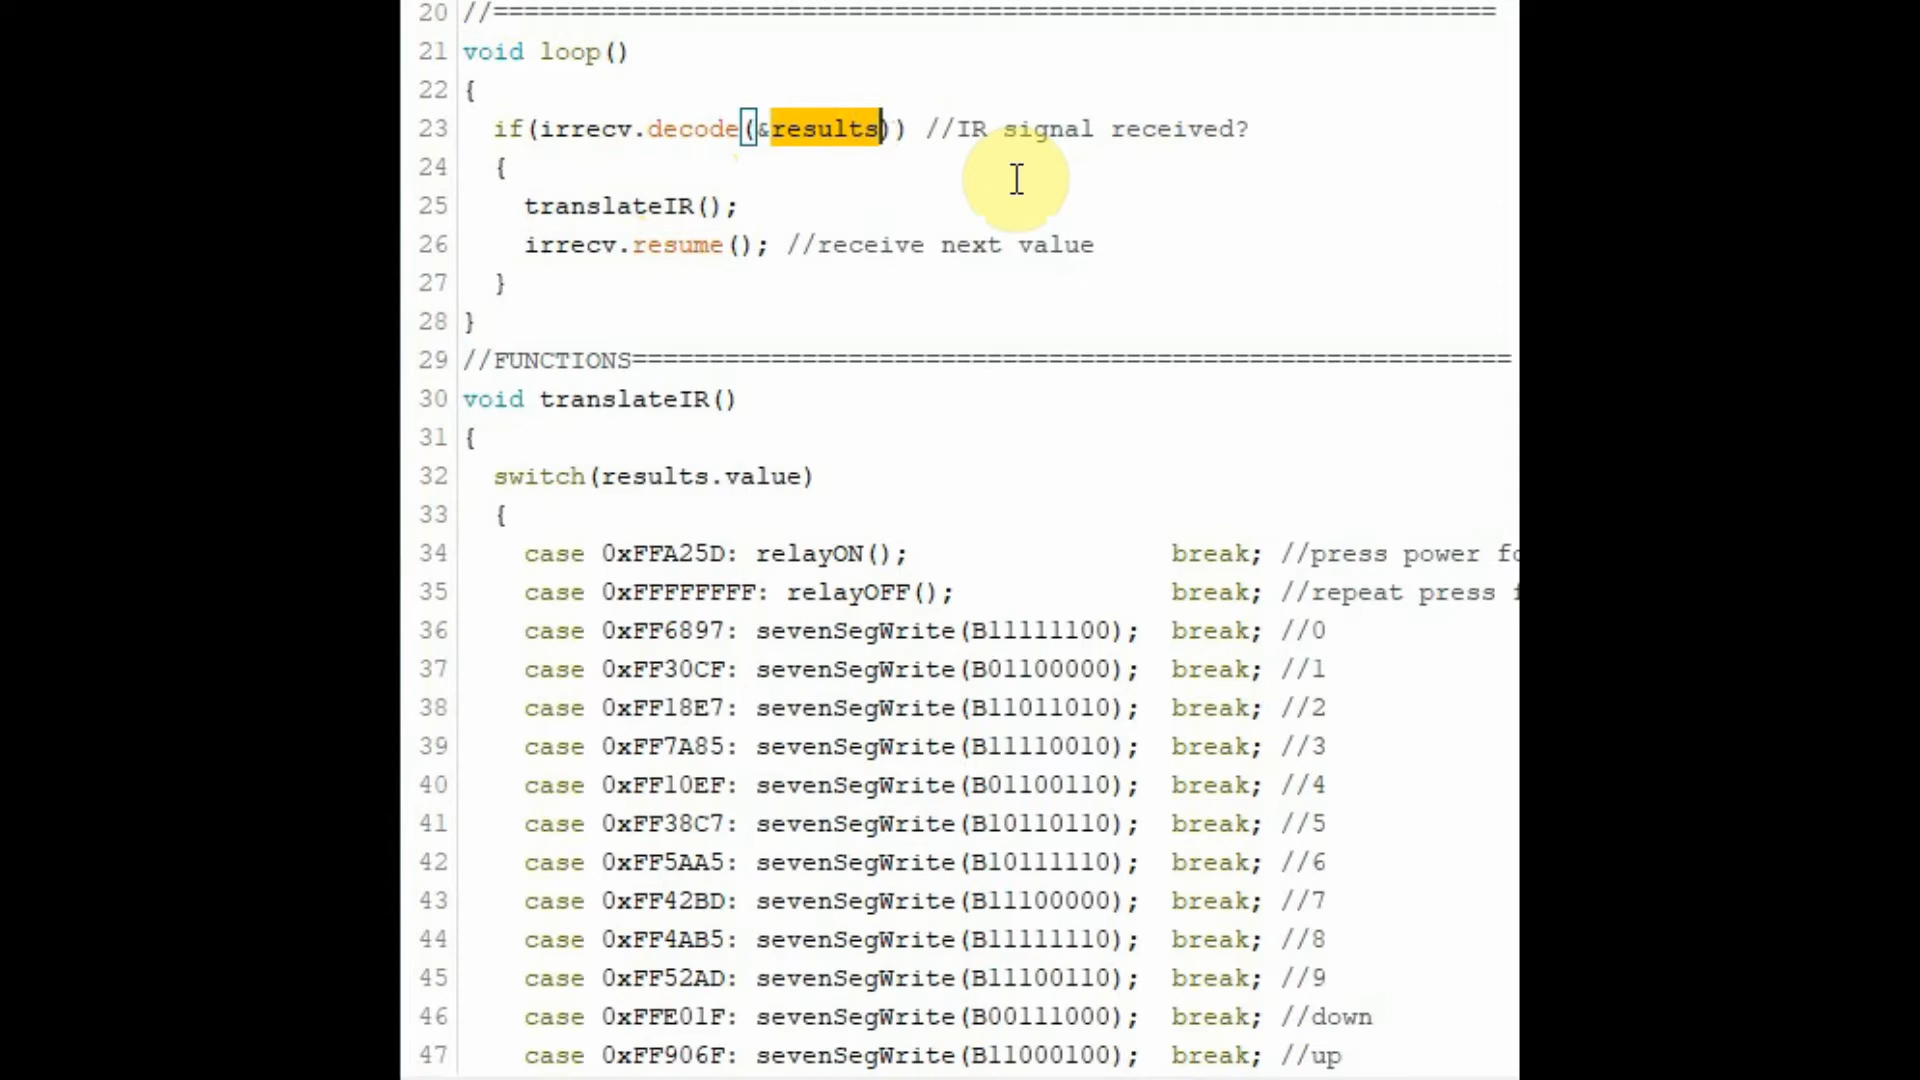 20 //=================================================================
21 void loop()
22 {
23 if(irrecv.decode(&results)) //IR signal received?
24 {
25 translateIR();
26 irrecv.resume(); //receive next value
27 }
28 }
29 //FUNCTIONS=========================================================
30 void translateIR()
31 {
32 switch(results.value)
33 {
34 case 0xFFA25D: relayON(); break; //press power fo
35 case 0xFFFFFFFF: relayOFF(); break; //repeat press f
36 case 0xFF6897: sevenSegWrite(B11111100); break; //0
37 case 0xFF30CF: sevenSegWrite(B01100000); break; //1
38 case 0xFF18E7: sevenSegWrite(B11011010); break; //2
39 case 0xFF7A85: sevenSegWrite(B11110010); break; //3
40 case 0xFF10EF: sevenSegWrite(B01100110); break; //4
41 case 0xFF38C7: sevenSegWrite(B10110110); break; //5
42 case 0xFF5AA5: sevenSegWrite(B10111110); break; //6
43 case 0xFF42BD: sevenSegWrite(B11100000); break; //7
44 case 0xFF4AB5: sevenSegWrite(B11111110); break; //8
45 case 0xFF52AD: sevenSegWrite(B11100110); break; //9
46 case 0xFFE01F: sevenSegWrite(B00111000); break; //down
47 case 0xFF906F: sevenSegWrite(B11000100); break; //up